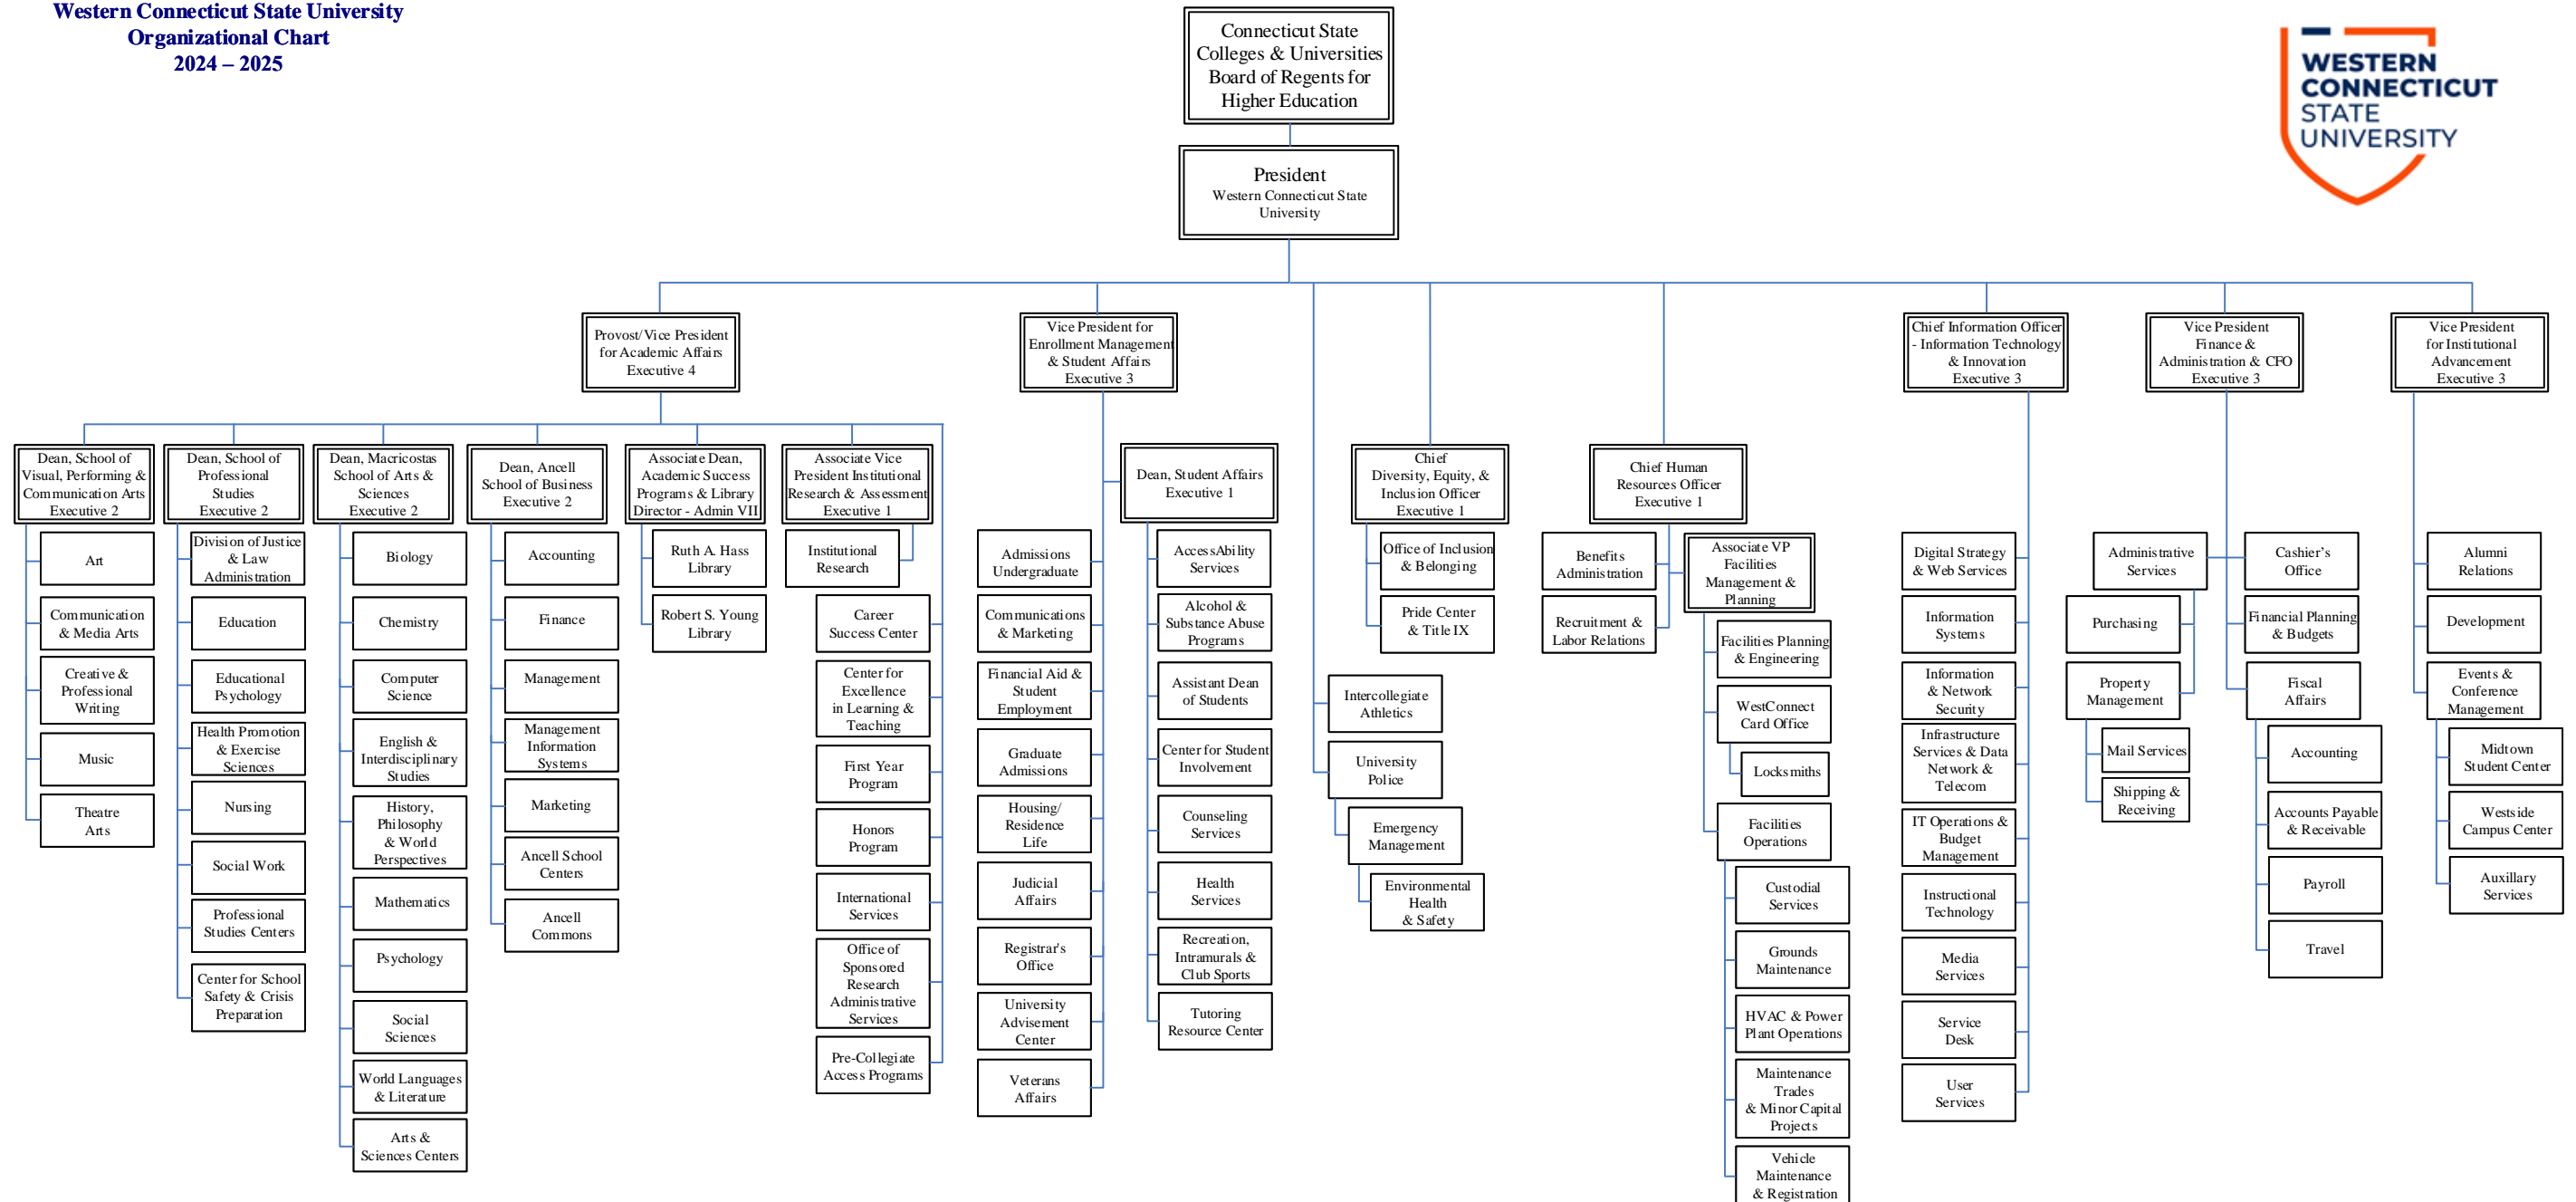 Western Connecticut State University
Organizational Chart
2024 – 2025
Connecticut State
Colleges & Universities
Board of Regents for
Higher Education
WESTERN
CONNECTICUT
STATE
UNIVERSITY
President
Western Connecticut State
University
Provost/Vice President
for Academic Affairs
Executive 4
Vice President for
Enrollment Management
& Student Affairs
Executive 3
Chief Information Officer
- Information Technology
& Innovation
Executive 3
Vice President
Finance &
Administration & CFO
Executive 3
Vice President
for Institutional
Advancement
Executive 3
Dean, School of
Visual, Performing &
Communication Arts
Executive 2
Dean, School of
Professional
Studies
Executive 2
Dean, Macricostas
School of Arts &
Sciences
Executive 2
Dean, Ancell
School of Business
Executive 2
Associate Dean,
Academic Success
Programs & Library
Director - Admin VII
Associate Vice
President Institutional
Research & Assessment
Executive 1
Dean, Student Affairs
Executive 1
Chief
Diversity, Equity, &
Inclusion Officer
Executive 1
Chief Human
Resources Officer
Executive 1
Art
Communication
& Media Arts
Creative &
Professional
Writing
Music
Theatre
Arts
Division of Justice
& Law
Administration
Education
Educational
Psychology
Health Promotion
& Exercise
Sciences
Nursing
Social Work
Professional
Studies Centers
Center for School
Safety & Crisis
Preparation
Biology
Chemistry
Computer
Science
English &
Interdisciplinary
Studies
History,
Philosophy
& World
Perspectives
Mathematics
Psychology
Social
Sciences
World Languages
& Literature
Arts &
Sciences Centers
Accounting
Finance
Management
Management
Information
Systems
Marketing
Ancell School
Centers
Ancell
Commons
Ruth A. Hass
Library
Robert S. Young
Library
Institutional
Research
Career
Success Center
Center for
Excellence
in Learning &
Teaching
First Year
Program
Honors
Program
International
Services
Office of
Sponsored
Research
Administrative
Services
Pre-Collegiate
Access Programs
Admissions
Undergraduate
Communications
& Marketing
Financial Aid &
Student
Employment
Graduate
Admissions
Housing/
Residence
Life
Judicial
Affairs
Registrar's
Office
University
Advisement
Center
Veterans
Affairs
AccessAbility
Services
Alcohol &
Substance Abuse
Programs
Assistant Dean
of Students
Center for Student
Involvement
Counseling
Services
Health
Services
Recreation,
Intramurals &
Club Sports
Tutoring
Resource Center
Office of Inclusion
& Belonging
Pride Center
& Title IX
Intercollegiate
Athletics
University
Police
Emergency
Management
Environmental
Health
& Safety
Benefits
Administration
Recruitment &
Labor Relations
Associate VP
Facilities
Management &
Planning
Facilities Planning
& Engineering
WestConnect
Card Office
Locksmiths
Facilities
Operations
Custodial
Services
Grounds
Maintenance
HVAC & Power
Plant Operations
Maintenance
Trades
& Minor Capital
Projects
Vehicle
Maintenance
& Registration
Digital Strategy
& Web Services
Information
Systems
Information
& Network
Security
Infrastructure
Services & Data
Network &
Telecom
IT Operations &
Budget
Management
Instructional
Technology
Media
Services
Service
Desk
User
Services
Administrative
Services
Purchasing
Property
Management
Mail Services
Shipping &
Receiving
Cashier's
Office
Financial Planning
& Budgets
Fiscal
Affairs
Accounting
Accounts Payable
& Receivable
Payroll
Travel
Alumni
Relations
Development
Events &
Conference
Management
Midtown
Student Center
Westside
Campus Center
Auxillary
Services